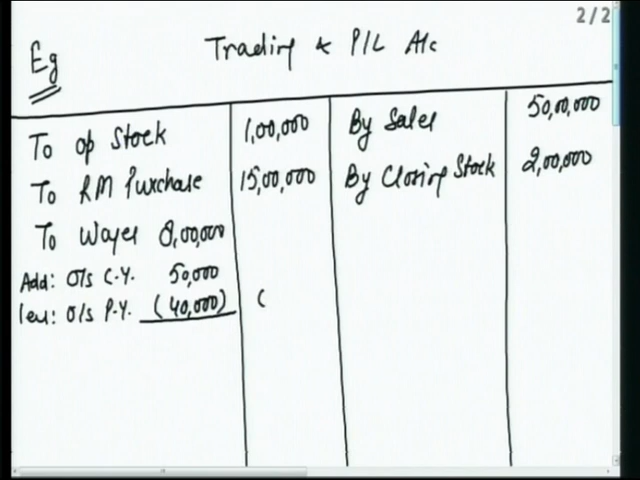 2/2
Eg Trading & P/L A/c
To op Stock 1,00,000 By Sales 50,00,000
To RM Purchase 15,00,000 By Closing Stock 2,00,000
To Wages 8,00,000
Add: O/s C.Y. 50,000
less: O/s P.Y. (40,000) (